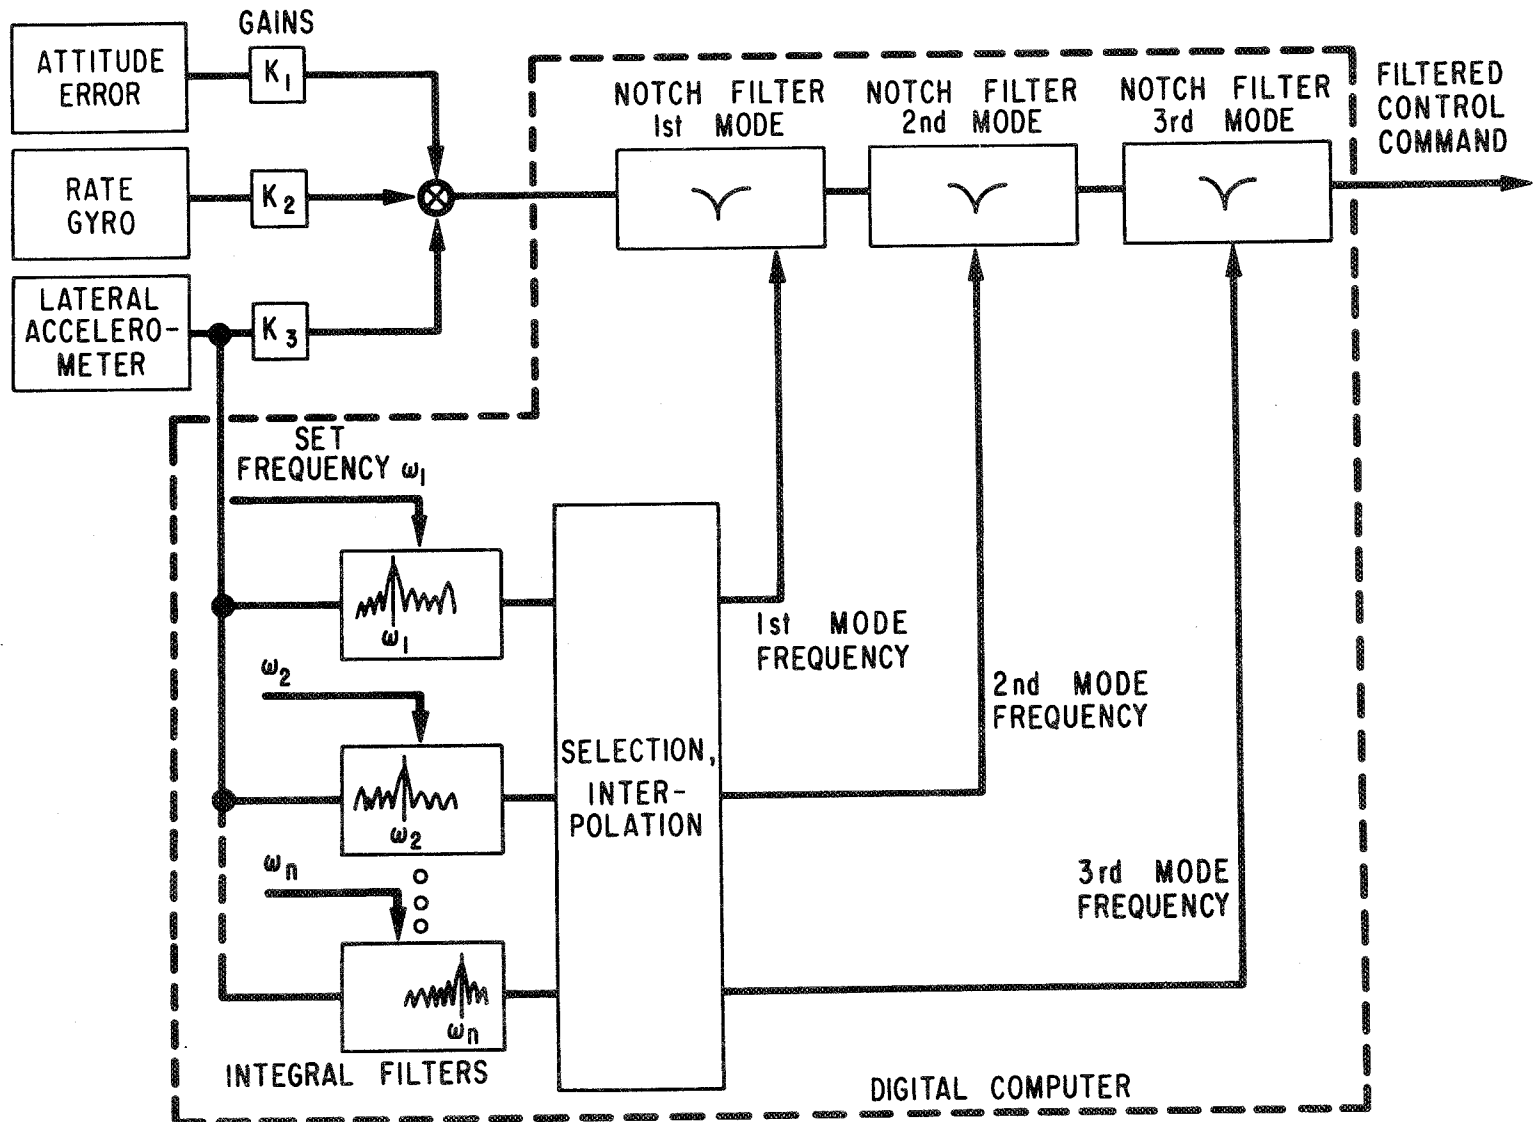 GAINS
ATTITUDE
ERROR
K1
RATE
GYRO
K2
LATERAL
ACCELERO-
METER
K3
NOTCH FILTER
1st MODE
NOTCH FILTER
2nd MODE
NOTCH FILTER
3rd MODE
FILTERED
CONTROL
COMMAND
SET
FREQUENCY ω1
ω1
ω2
ω2
ωn
ωn
INTEGRAL FILTERS
SELECTION,
INTER-
POLATION
1st MODE
FREQUENCY
2nd MODE
FREQUENCY
3rd MODE
FREQUENCY
DIGITAL COMPUTER